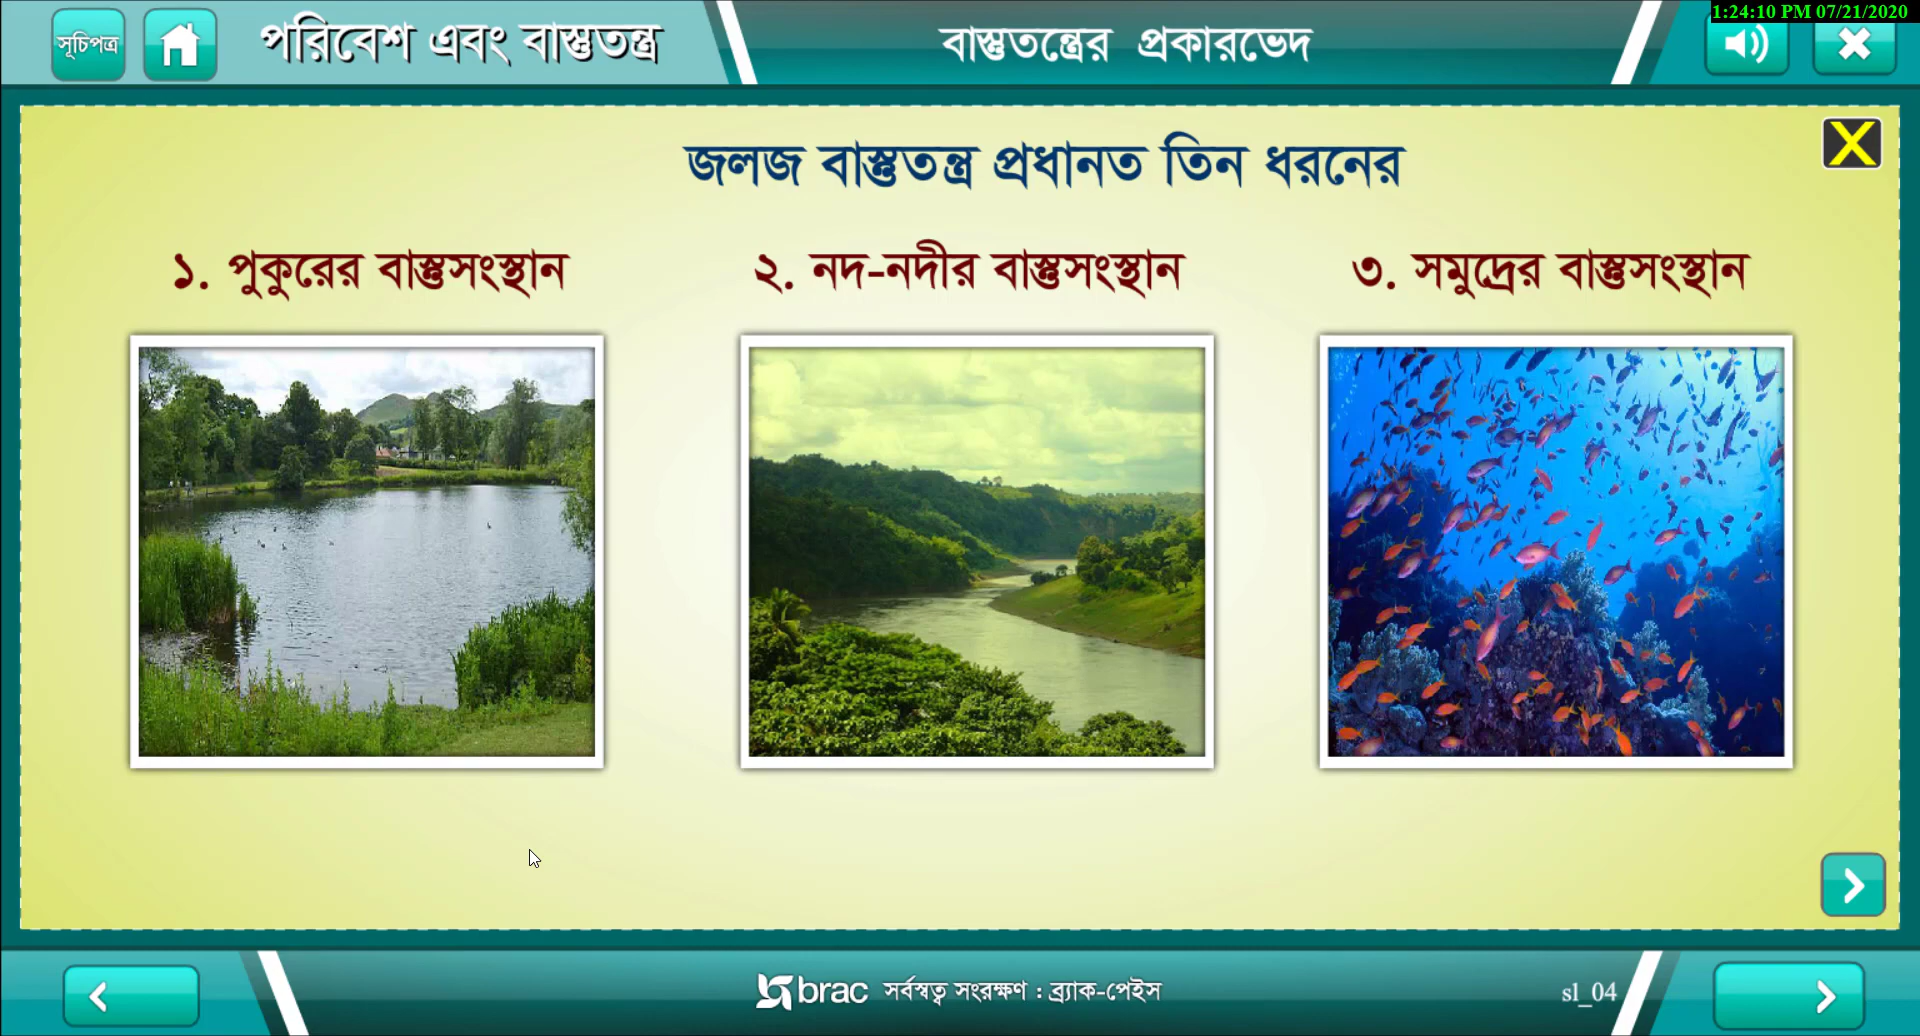 1:24:10 PM 07/21/2020
সূচিপত্র
পরিবেশ এবং বাস্তুতন্ত্র
বাস্তুতন্ত্রের প্রকারভেদ
জলজ বাস্তুতন্ত্র প্রধানত তিন ধরনের
১. পুকুরের বাস্তুসংস্থান
২. নদ-নদীর বাস্তুসংস্থান
৩. সমুদ্রের বাস্তুসংস্থান
brac সর্বস্বত্ব সংরক্ষণ : ব্র্যাক-পেইস
sl_04